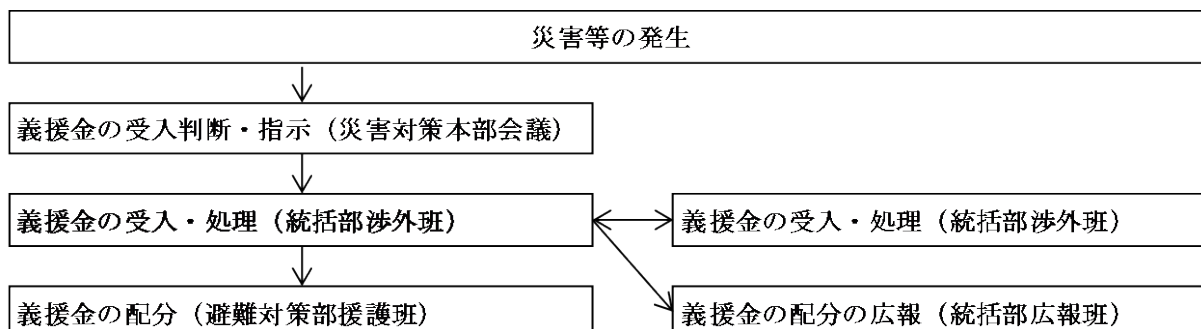 災害等の発生
義援金の受入判断・指示（災害対策本部会議）
義援金の受入・処理（統括部渉外班）
義援金の受入・処理（統括部渉外班）
義援金の配分（避難対策部援護班）
義援金の配分の広報（統括部広報班）